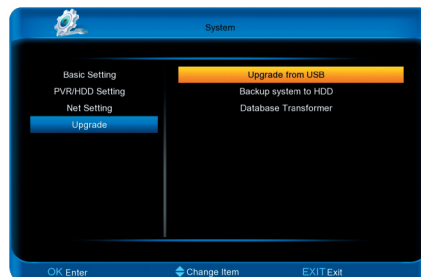 System
Basic Setting
Upgrade from USB
PVR/HDD Setting
Backup system to HDD
Net Setting
Database Transformer
Upgrade
OK Enter
Change Item
EXIT Exit